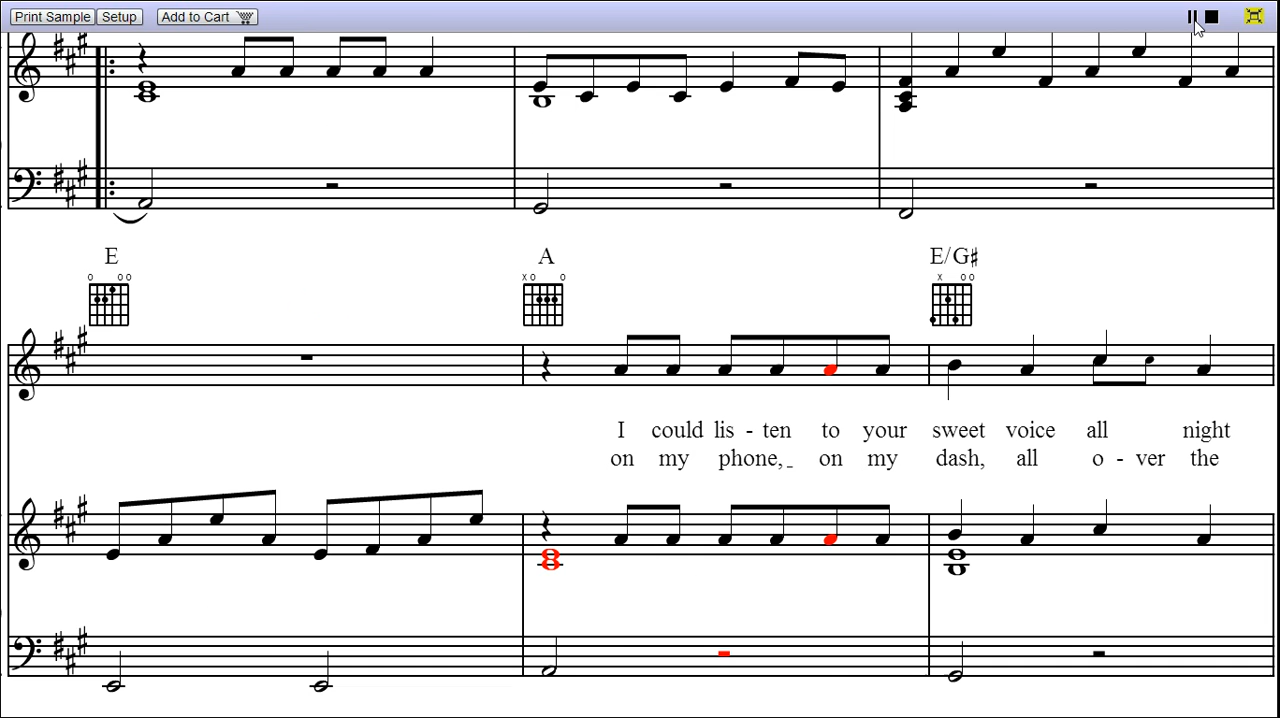 Print Sample Setup Add to Cart
E A E/G♯
I could lis - ten to your sweet voice all night
on my phone,_ on my dash, all o - ver the